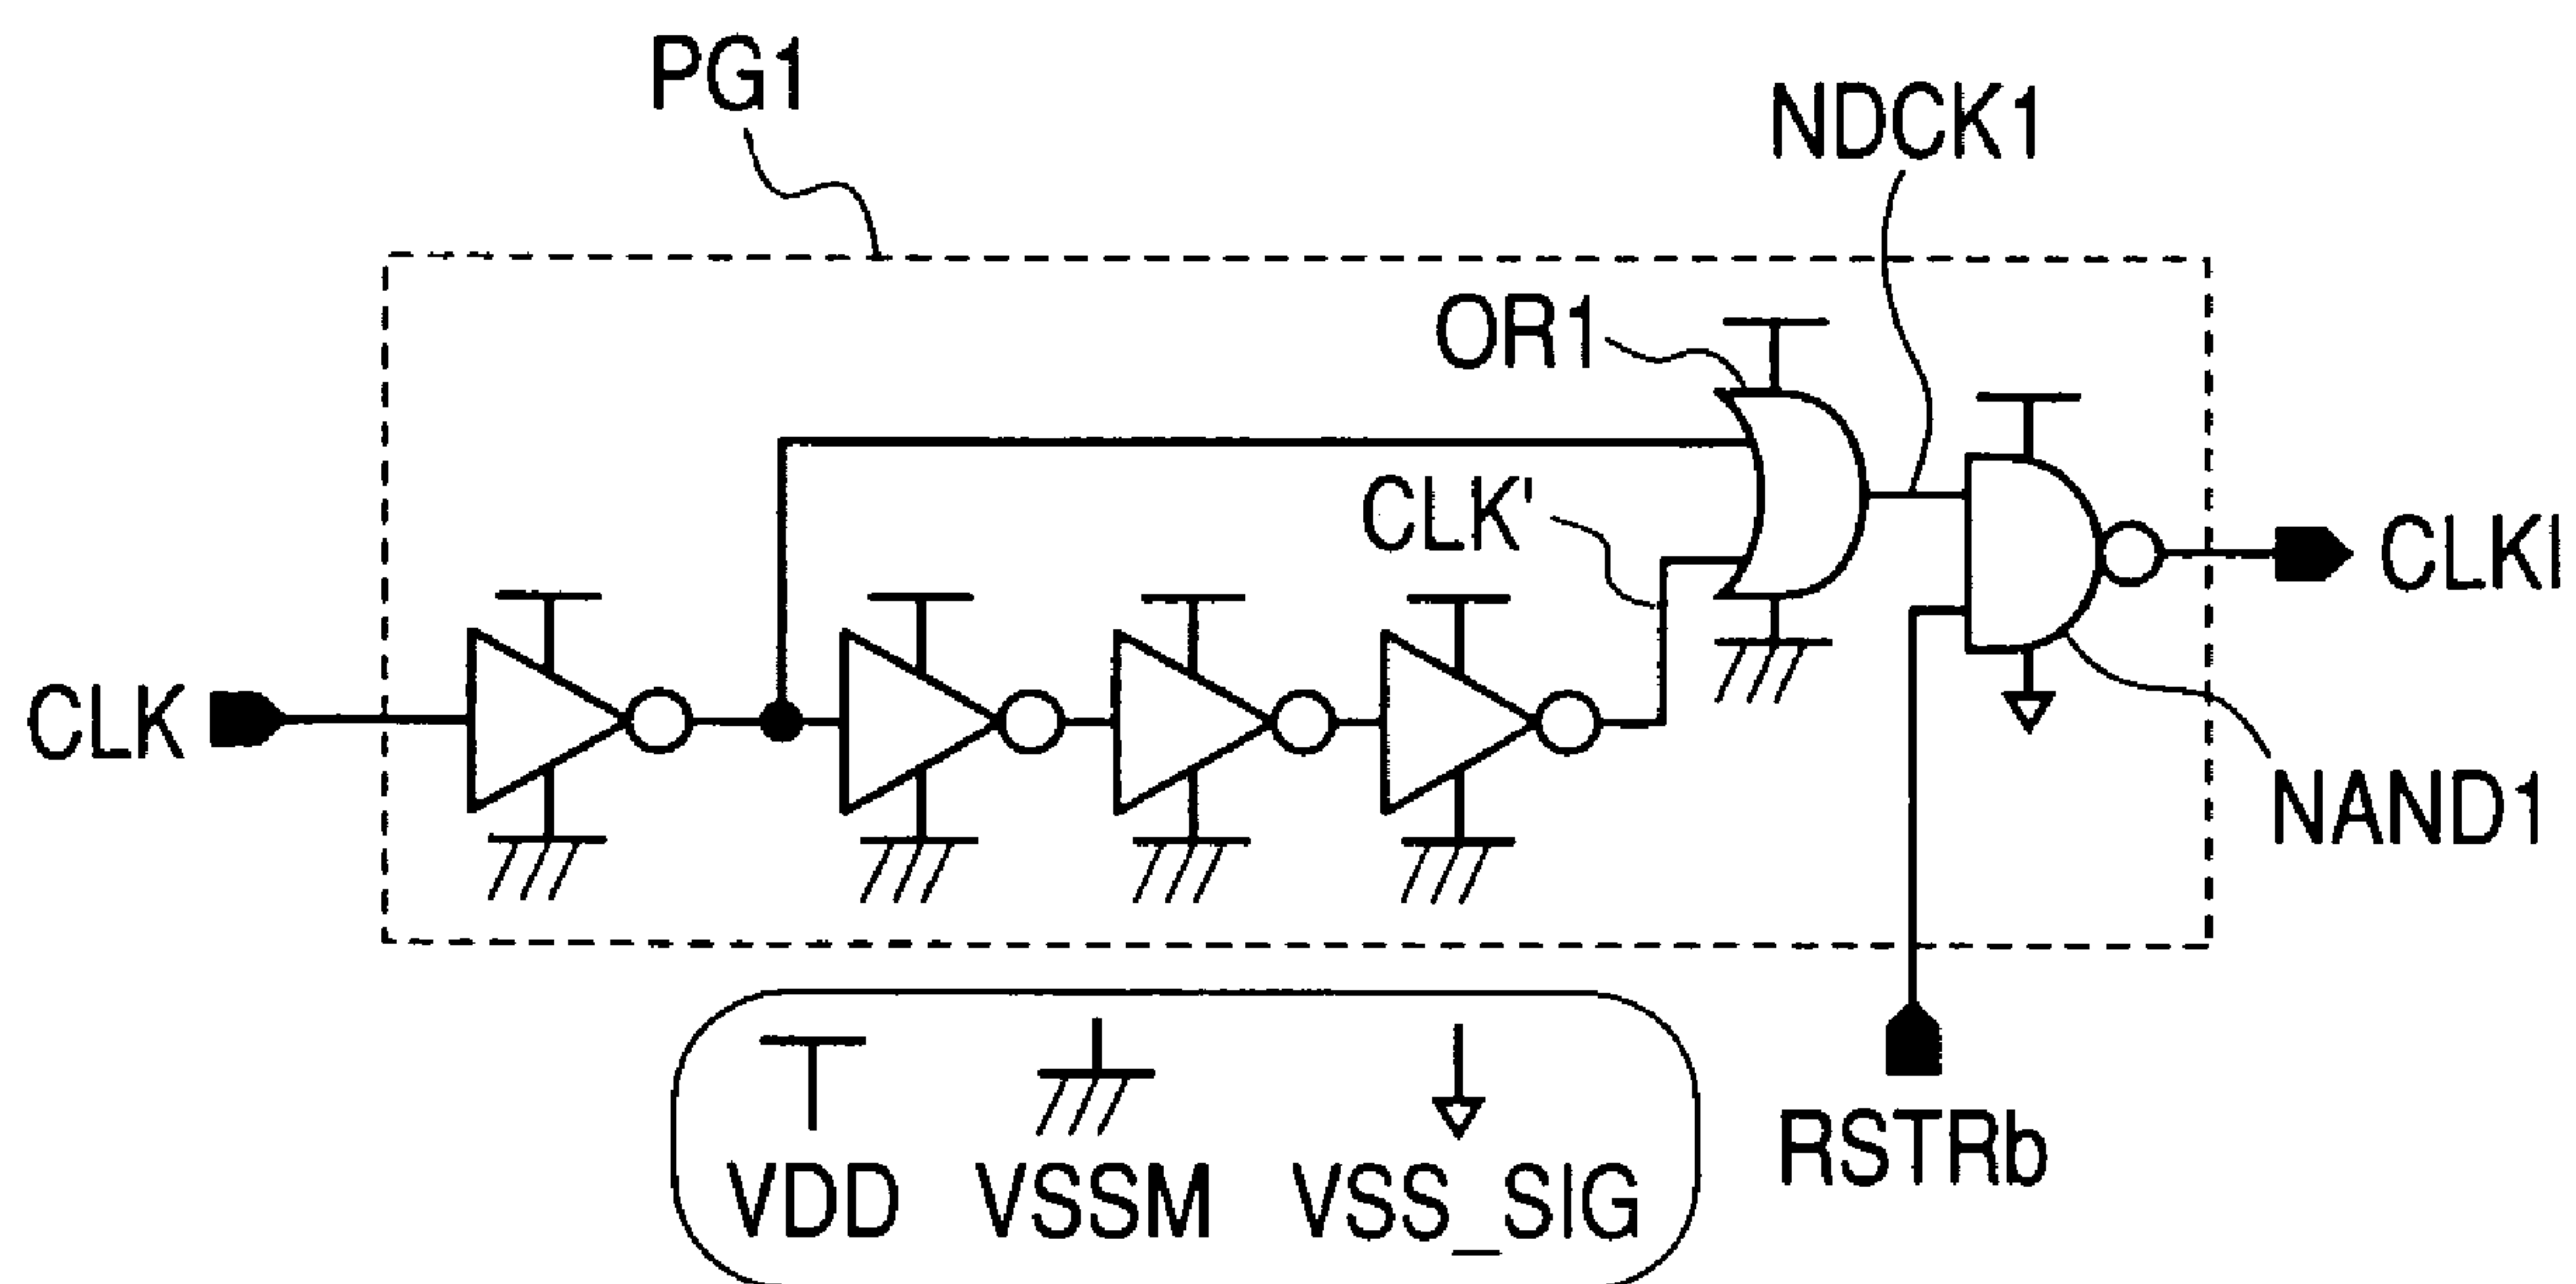 PG1
NDCK1
OR1
CLK'
CLKI
CLK
NAND1
RSTRb
VDD VSSM VSS_SIG